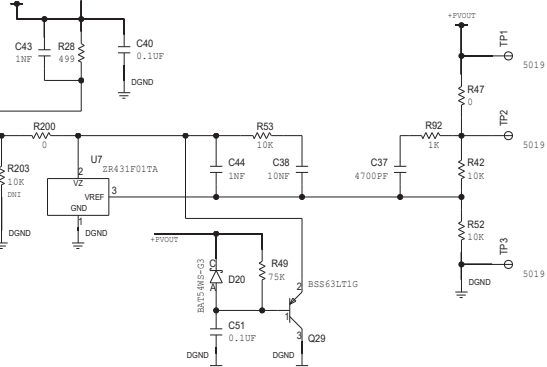 +PVOUT
TP1
5019
C43
1NF
R28
499
C40
0.1UF
DGND
R47
0
TP2
5019
R200
0
R53
10K
R92
1K
U7
ZR431F01TA
2
VZ
VREF
3
GND
1
DGND
R203
10K
DNI
DGND
C44
1NF
C38
10NF
C37
4700PF
R42
10K
R52
10K
TP3
5019
DGND
+PVOUT
BAT54WS-G3
C
A
D20
R49
75K
2
BSS63LT1G
1
3
Q29
C51
0.1UF
DGND
DGND